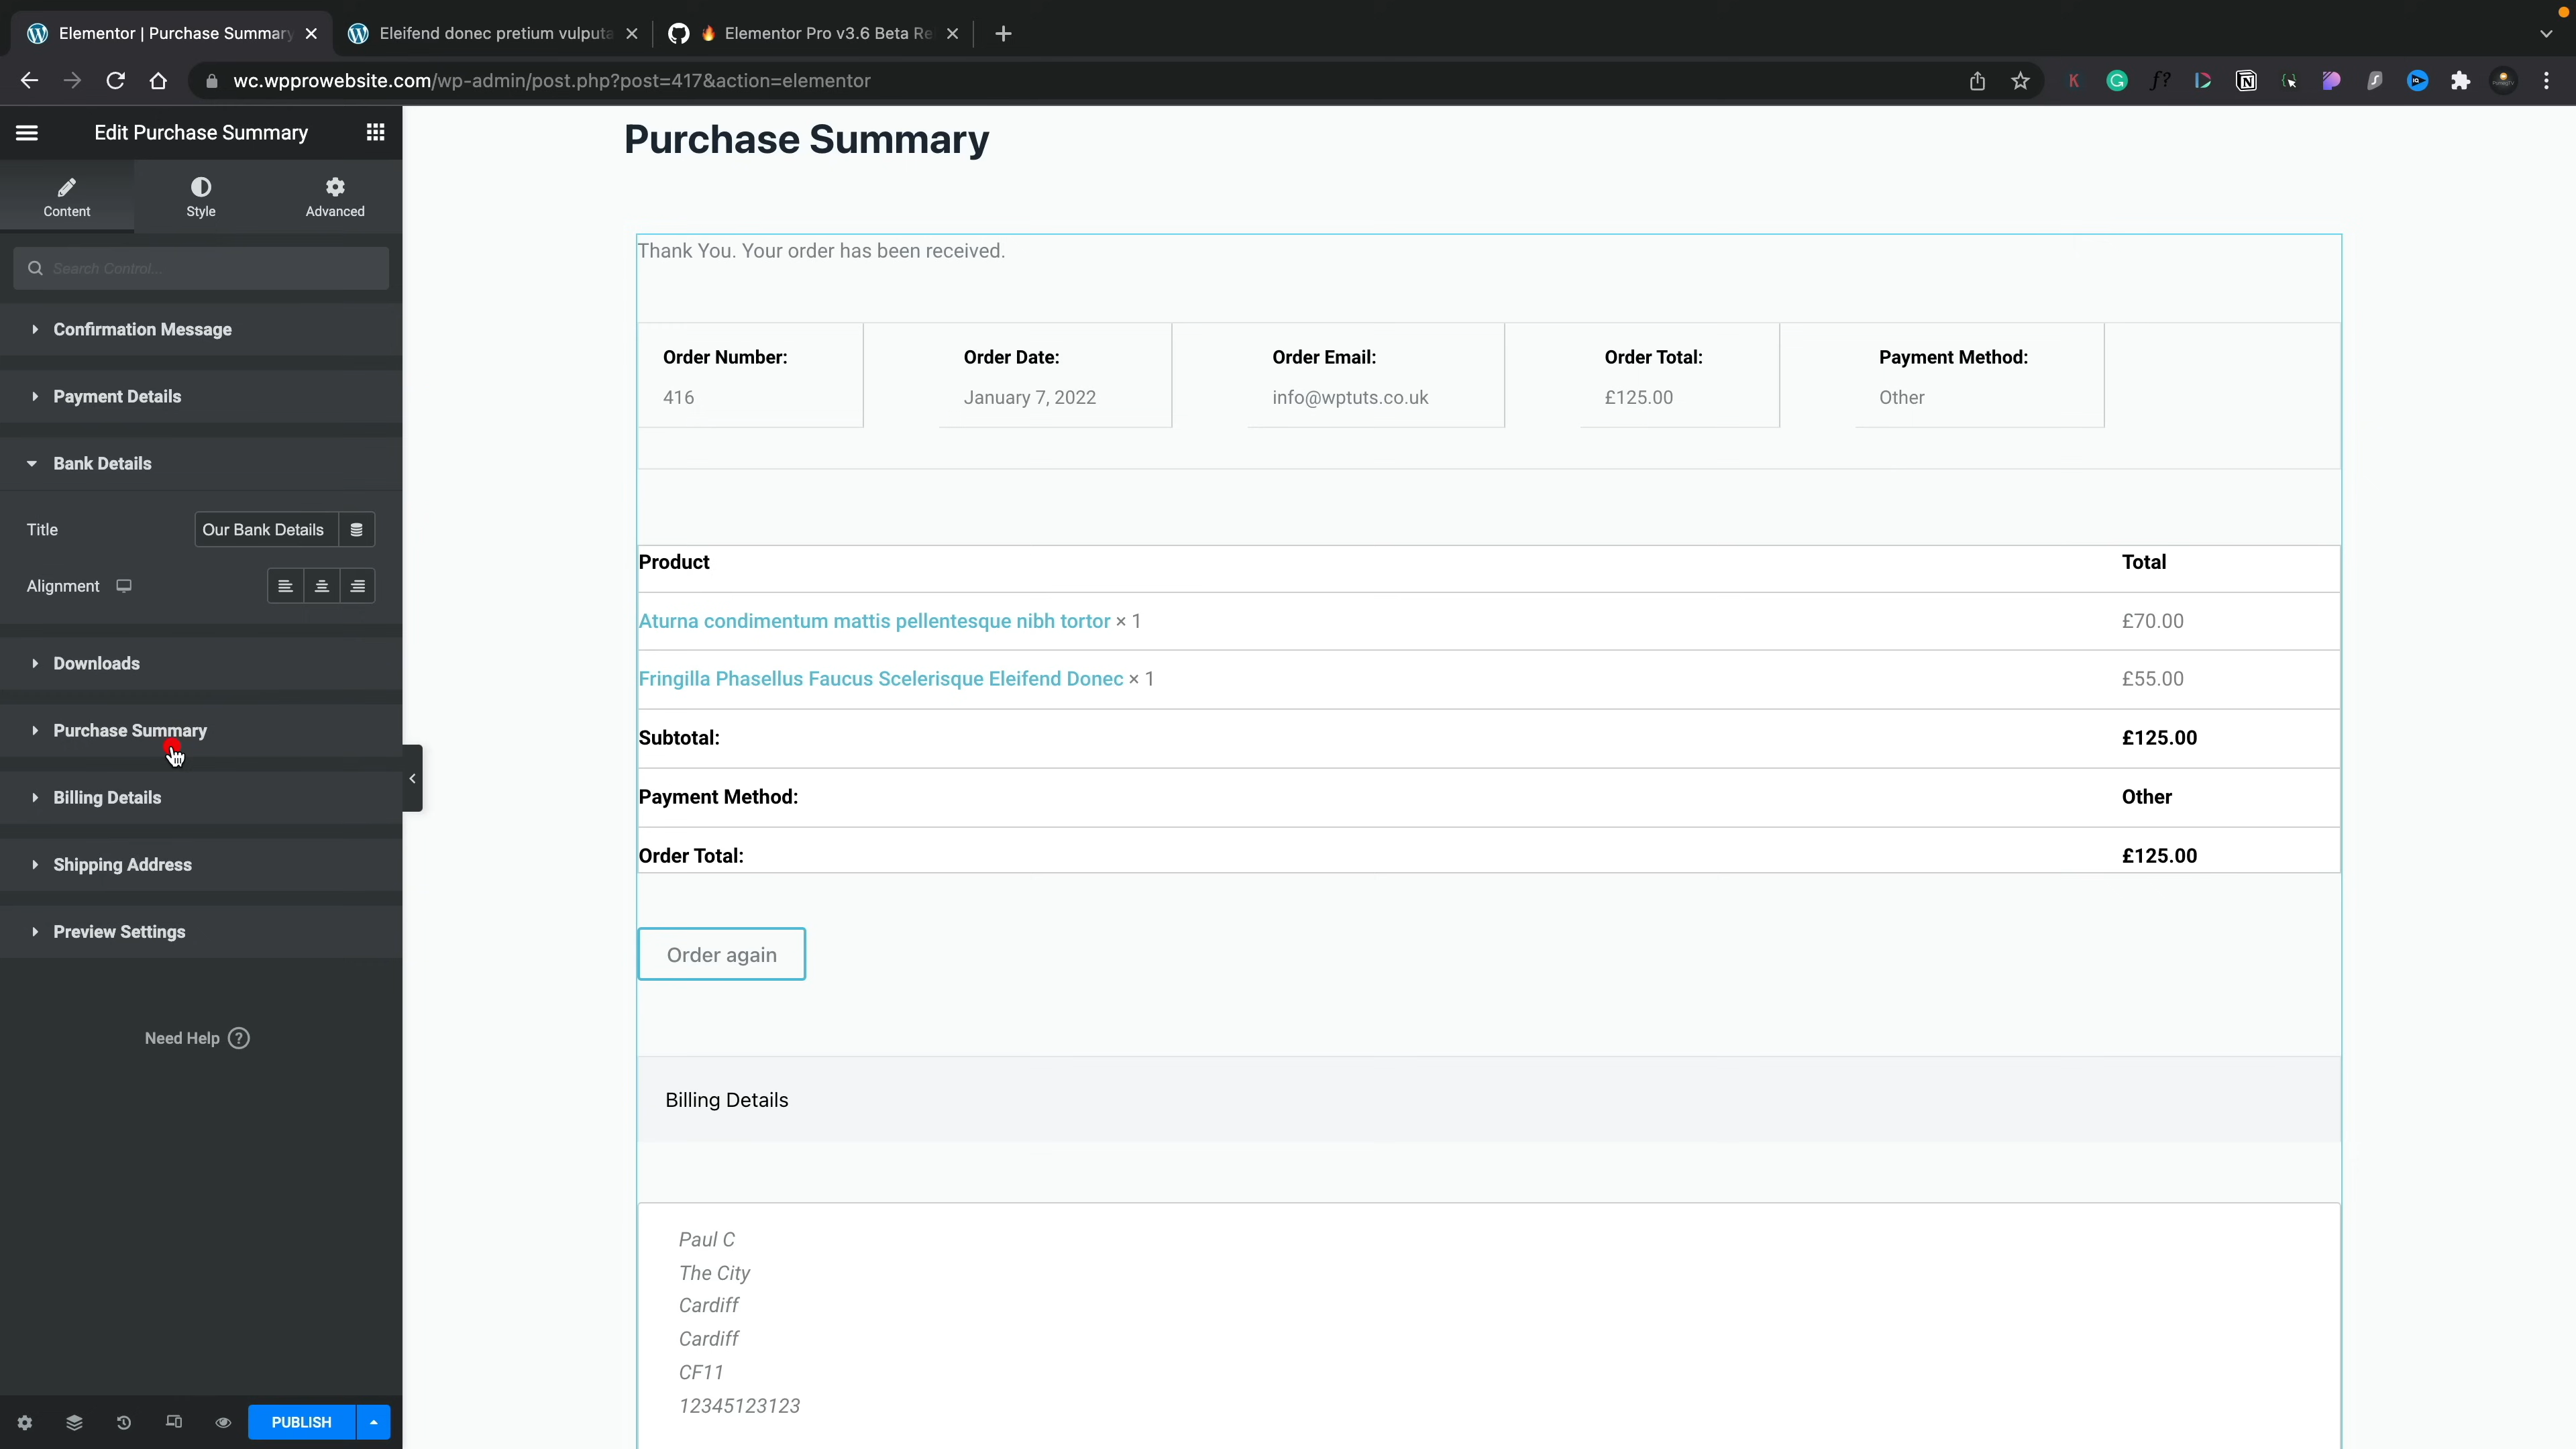 Elementor | Purchase Summary
Eleifend donec pretium vulputa
Elementor Pro v3.6 Beta Re
wc.wpprowebsite.com/wp-admin/post.php?post=417&action=elementor
Edit Purchase Summary
Content
Style
Advanced
Search Control...
Confirmation Message
Payment Details
Bank Details
Title
Our Bank Details
Alignment
Downloads
Purchase Summary
Billing Details
Shipping Address
Preview Settings
Need Help ?
PUBLISH
Purchase Summary
Thank You. Your order has been received.
Order Number: Order Date: Order Email: Order Total: Payment Method:
416 January 7, 2022 info@wptuts.co.uk £125.00 Other
Product Total
Aturna condimentum mattis pellentesque nibh tortor × 1 £70.00
Fringilla Phasellus Faucus Scelerisque Eleifend Donec × 1 £55.00
Subtotal: £125.00
Payment Method: Other
Order Total: £125.00
Order again
Billing Details
Paul C
The City
Cardiff
Cardiff
CF11
12345123123